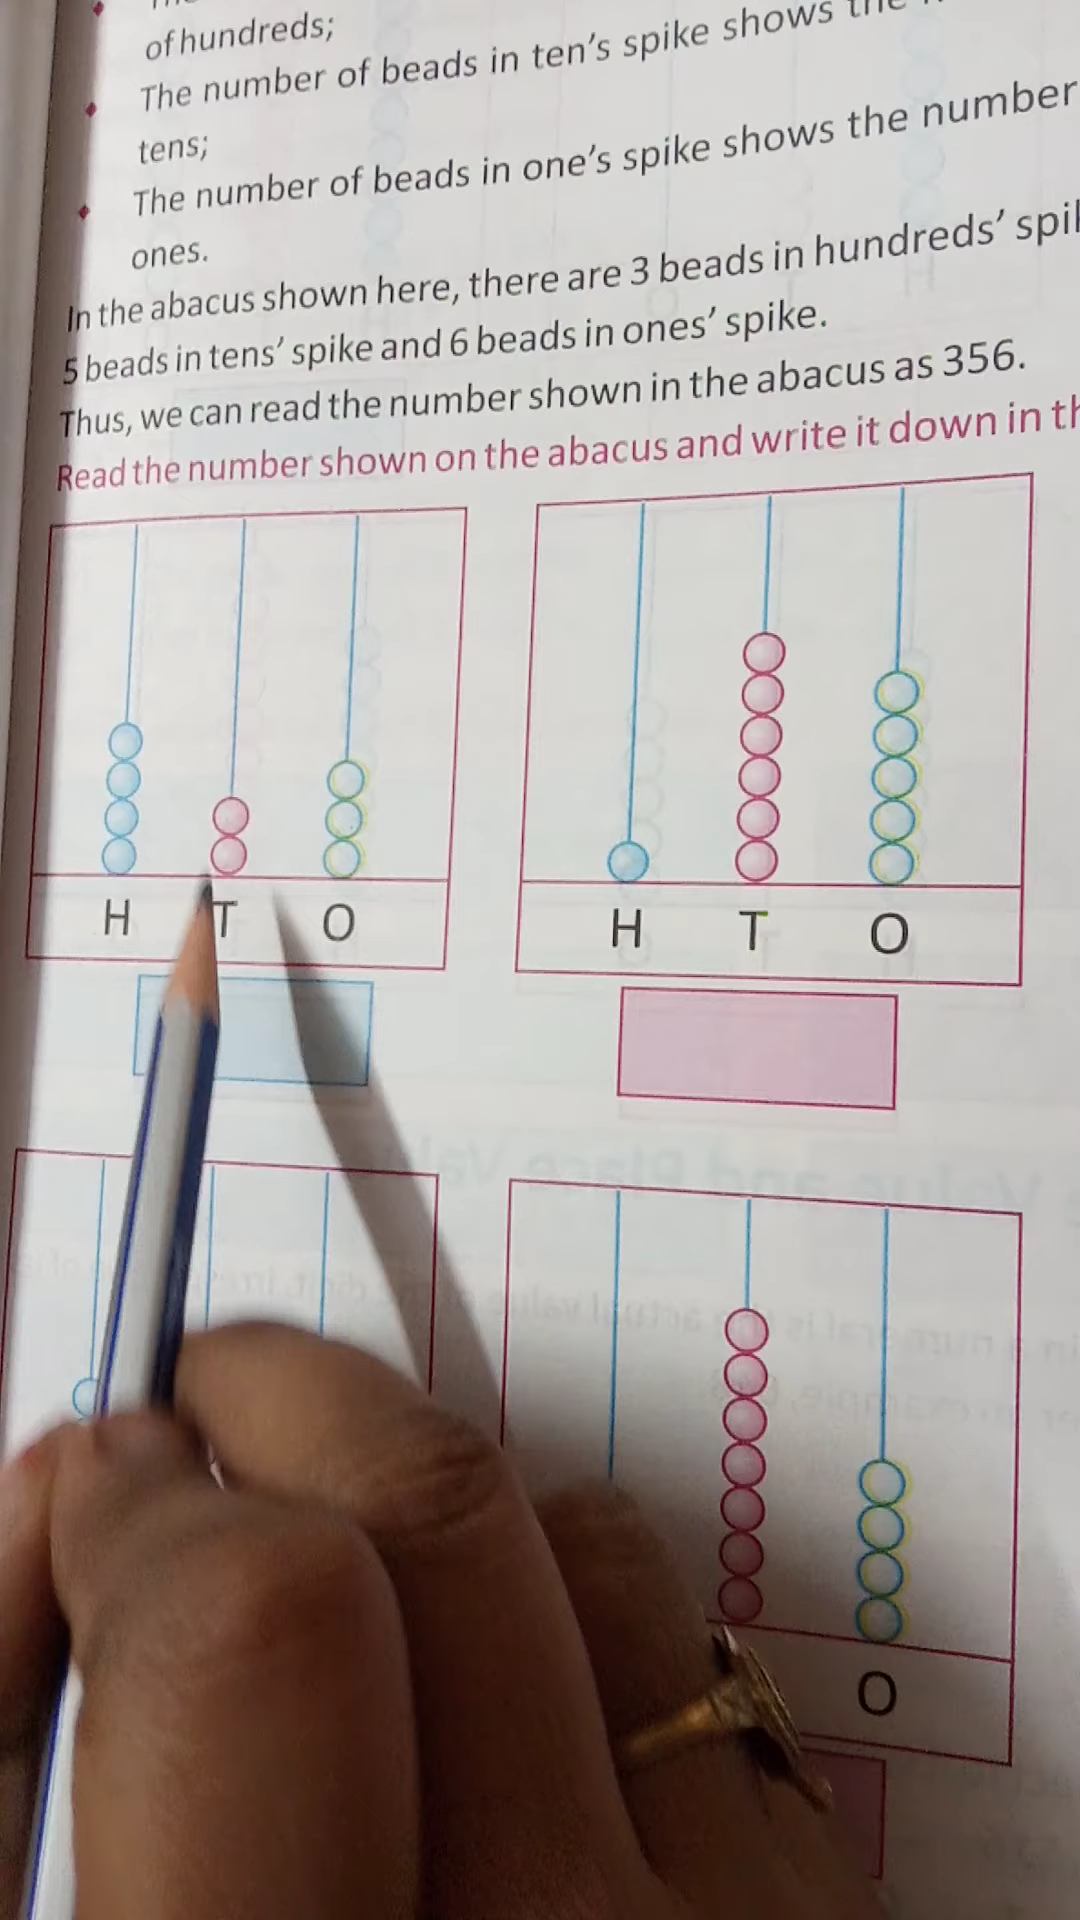 of hundreds;
The number of beads in ten's spike shows the
tens;
The number of beads in one's spike shows the number
ones.
In the abacus shown here, there are 3 beads in hundreds'
5 beads in tens' spike and 6 beads in ones' spike.
Thus, we can read the number shown in the abacus as 356.
Read the number shown on the abacus and write it down in
H T O
H T O
O